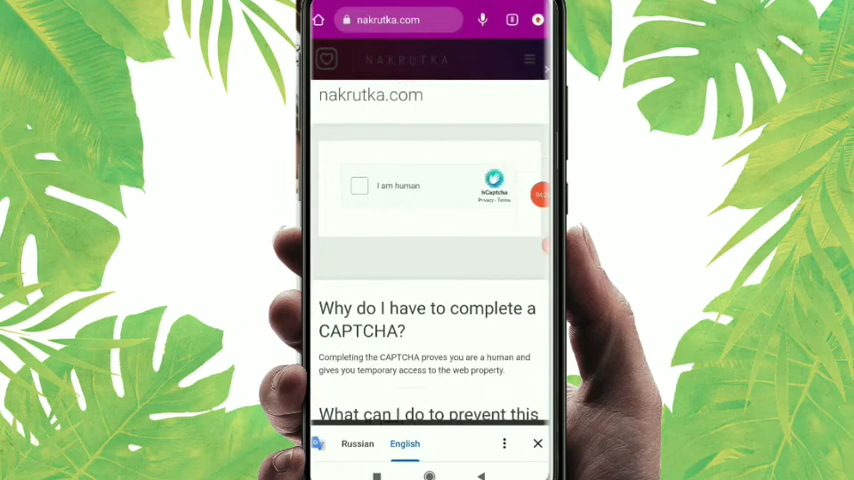 nakrutka.com
8
NAKRUTKA
nakrutka.com
I am human
hCaptcha
Privacy - Terms
Why do I have to complete a
CAPTCHA?
Completing the CAPTCHA proves you are a human and
gives you temporary access to the web property.
What can I do to prevent this
Russian
English